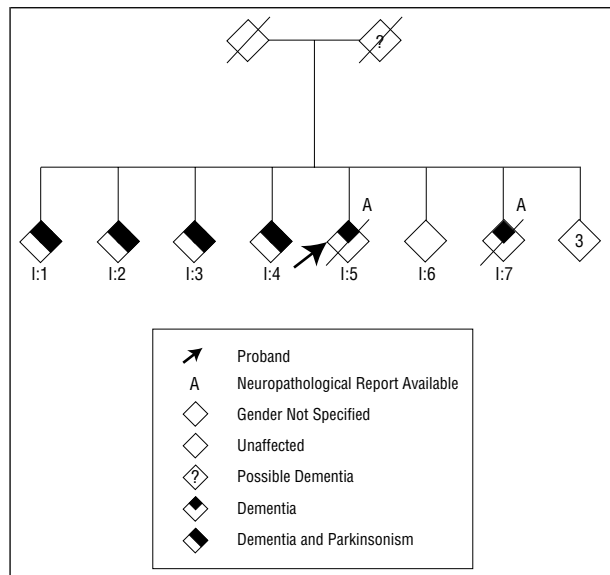 ?
A A
3
I:1 I:2 I:3 I:4 I:5 I:6 I:7
Proband
A Neuropathological Report Available
Gender Not Specified
Unaffected
? Possible Dementia
Dementia
Dementia and Parkinsonism